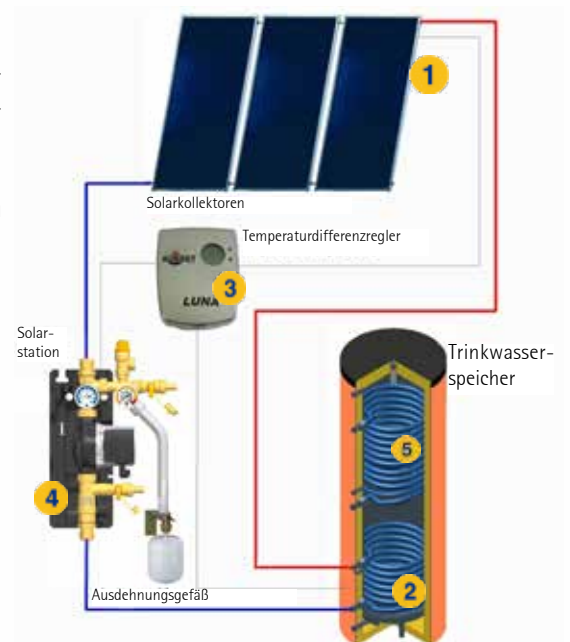 1
Solarkollektoren
Temperaturdifferenzregler
3
LUNA
Solar-
station
Trinkwasser-
speicher
5
4
2
Ausdehnungsgefäß